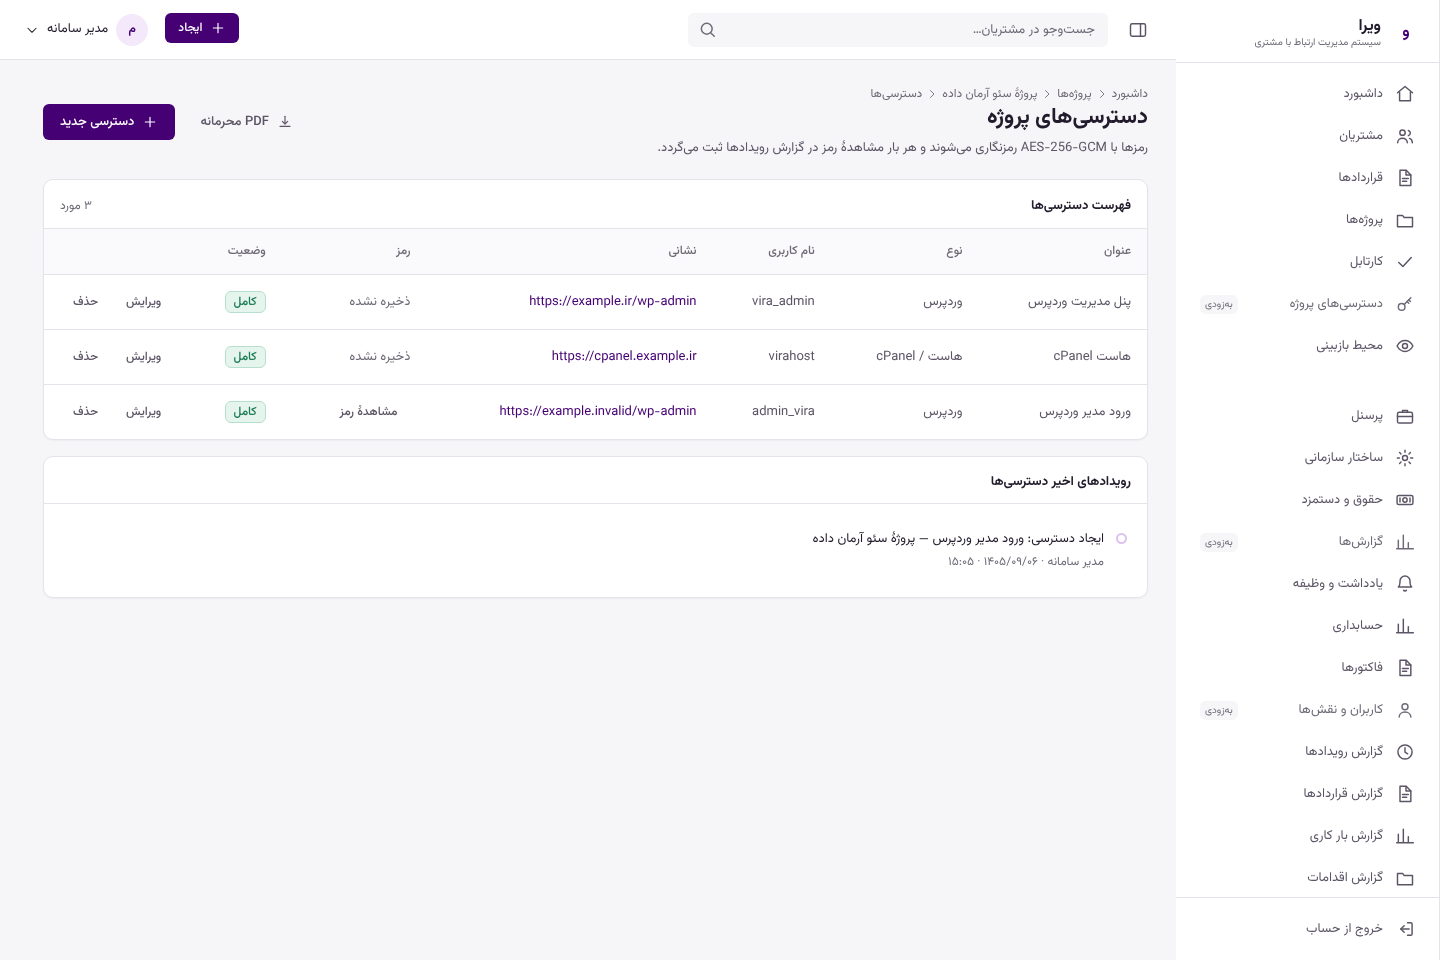 و
ویرا
سیستم مدیریت ارتباط با مشتری
داشبورد
مشتریان
قراردادها
پروژه‌ها
کارتابل
دسترسی‌های پروژه
به‌زودی
محیط بازبینی
پرسنل
ساختار سازمانی
حقوق و دستمزد
گزارش‌ها
به‌زودی
یادداشت و وظیفه
حسابداری
فاکتورها
کاربران و نقش‌ها
به‌زودی
گزارش رویدادها
گزارش قراردادها
گزارش بار کاری
گزارش اقدامات
خروج از حساب
جست‌وجو در مشتریان...
ایجاد
م
مدیر سامانه
داشبورد
پروژه‌ها
پروژهٔ سئو آرمان داده
دسترسی‌ها
دسترسی‌های پروژه
رمزها با AES-256-GCM رمزنگاری می‌شوند و هر بار مشاهدهٔ رمز در گزارش رویدادها ثبت می‌گردد.
PDF محرمانه
دسترسی جدید
فهرست دسترسی‌ها
۳ مورد
عنوان نوع نام کاربری نشانی رمز وضعیت
پنل مدیریت وردپرس وردپرس vira_admin https://example.ir/wp-admin ذخیره نشده کامل ویرایش حذف
هاست cPanel هاست / cPanel virahost https://cpanel.example.ir ذخیره نشده کامل ویرایش حذف
ورود مدیر وردپرس وردپرس admin_vira https://example.invalid/wp-admin مشاهدهٔ رمز کامل ویرایش حذف
رویدادهای اخیر دسترسی‌ها
ایجاد دسترسی: ورود مدیر وردپرس — پروژهٔ سئو آرمان داده
مدیر سامانه · ۱۴۰۵/۰۹/۰۶ · ۱۵:۰۵